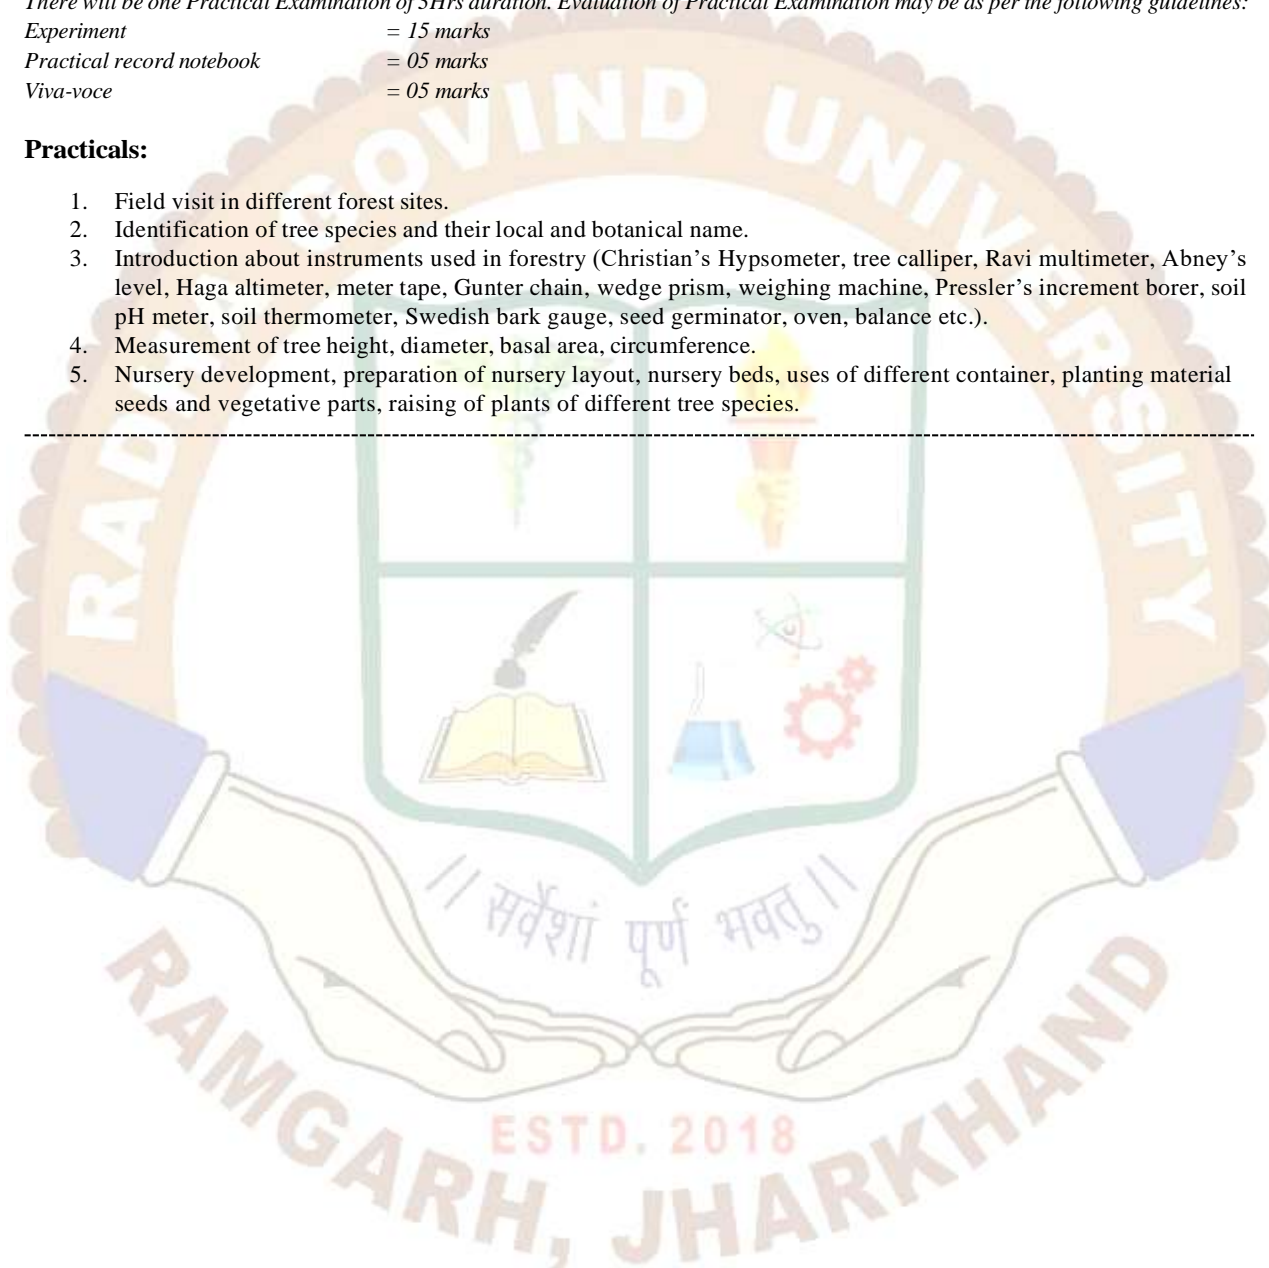 There will be one Practical Examination of 3Hrs duration. Evaluation of Practical Examination may be as per the following guidelines:
Experiment = 15 marks
Practical record notebook = 05 marks
Viva-voce = 05 marks
Practicals:
1. Field visit in different forest sites.
2. Identification of tree species and their local and botanical name.
3. Introduction about instruments used in forestry (Christian’s Hypsometer, tree calliper, Ravi multimeter, Abney’s
level, Haga altimeter, meter tape, Gunter chain, wedge prism, weighing machine, Pressler’s increment borer, soil
pH meter, soil thermometer, Swedish bark gauge, seed germinator, oven, balance etc.).
4. Measurement of tree height, diameter, basal area, circumference.
5. Nursery development, preparation of nursery layout, nursery beds, uses of different container, planting material
seeds and vegetative parts, raising of plants of different tree species.
RADHA GOVIND UNIVERSITY
|| सर्वेशां पूर्ण भवतु ||
ESTD. 2018
RAMGARH, JHARKHAND